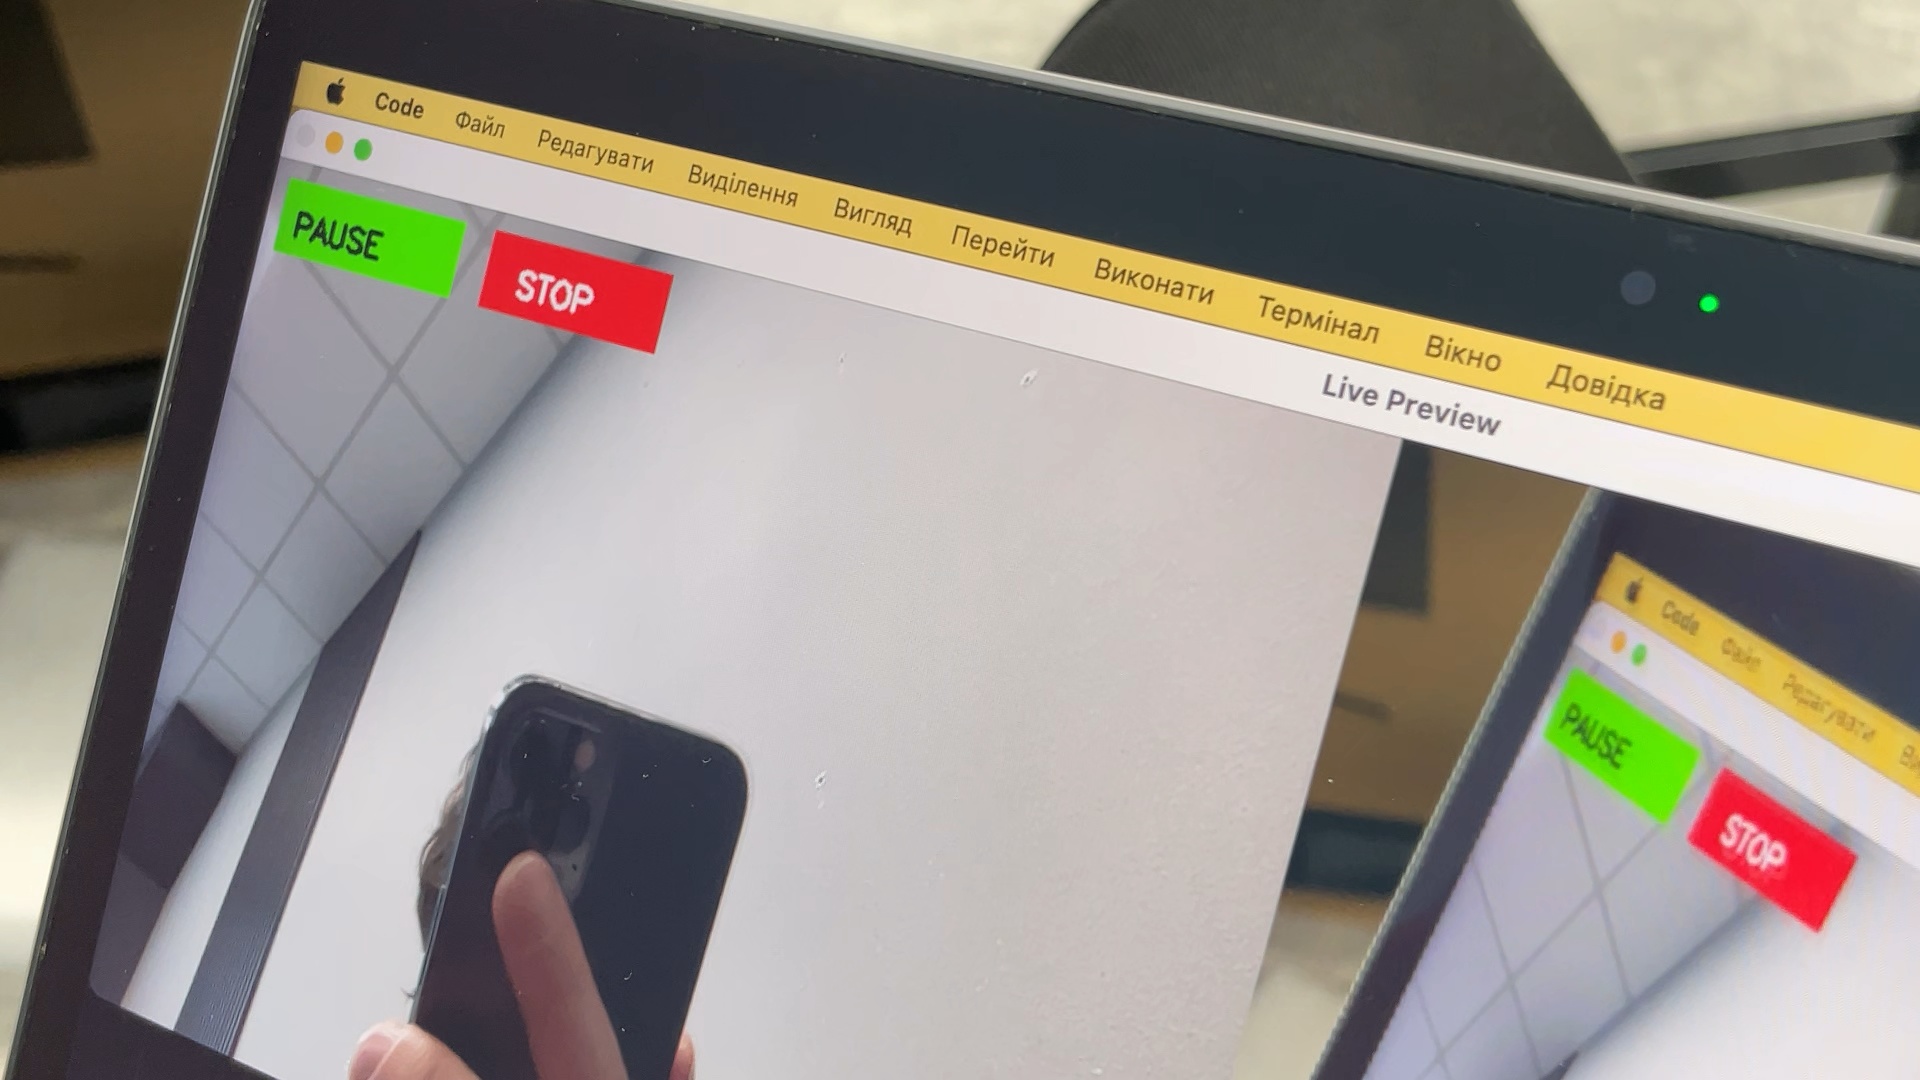 Code Файл Редагувати Виділення Вигляд Перейти Виконати Термінал Вікно Довідка
Live Preview
PAUSE STOP
Code Файл Редагувати
PAUSE
STOP